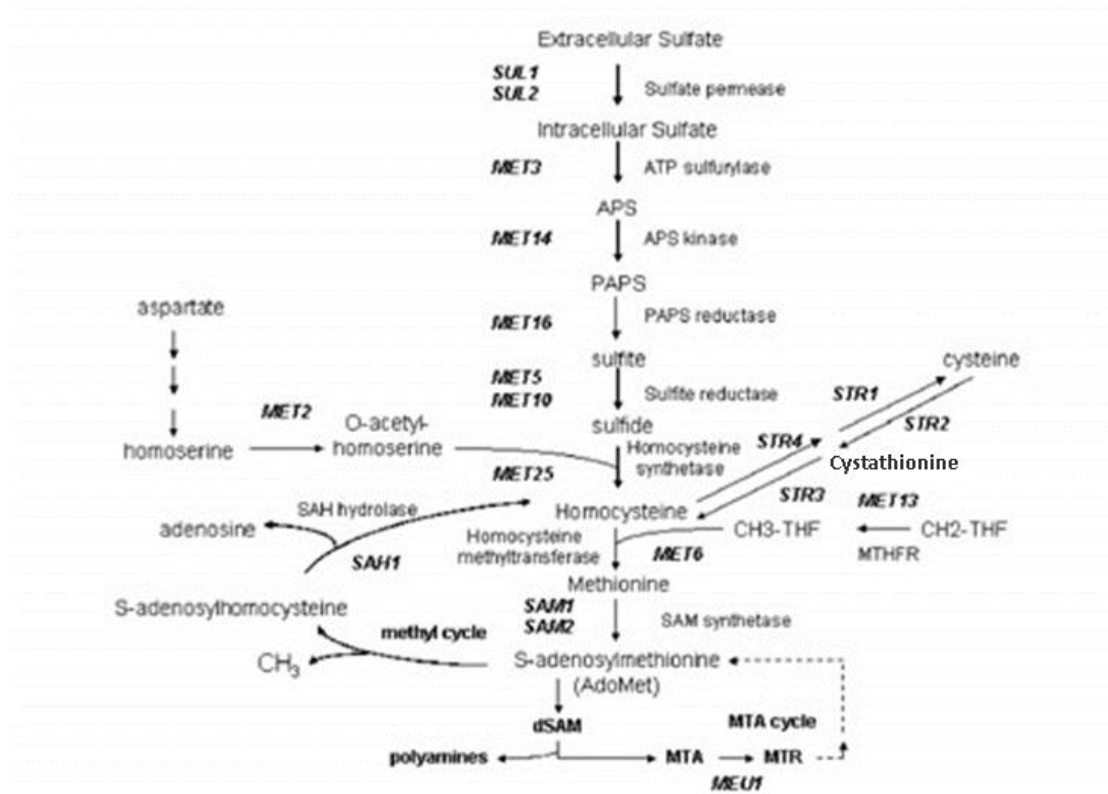 Extracellular Sulfate
SUL1
SUL2
Sulfate permease
Intracellular Sulfate
MET3
ATP sulfurylase
APS
MET14
APS kinase
PAPS
aspartate
MET16
PAPS reductase
sulfite
cysteine
MET5
MET10
Sulfite reductase
STR1
MET2
O-acetyl-
homoserine
sulfide
STR2
homoserine
Homocysteine
synthetase
STR4
Cystathionine
MET25
STR3
MET13
SAH hydrolase
Homocysteine
adenosine
CH3-THF
CH2-THF
Homocysteine
methyltransferase
MET6
MTHFR
SAH1
Methionine
S-adenosylhomocysteine
SAM1
SAM2
SAM synthetase
methyl cycle
CH3
S-adenosylmethionine
(AdoMet)
dSAM
MTA cycle
polyamines
MTA
MTR
MEU1